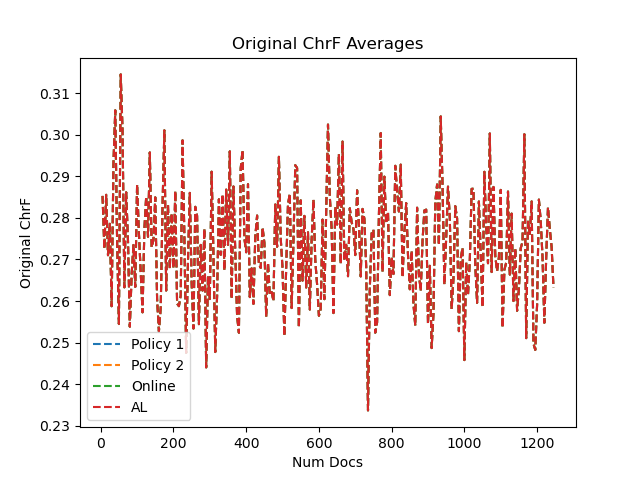 Original ChrF Averages
Original ChrF
0.31
0.30
0.29
0.28
0.27
0.26
0.25
0.24
0.23
Policy 1
Policy 2
Online
AL
0
200
400
600
800
1000
1200
Num Docs